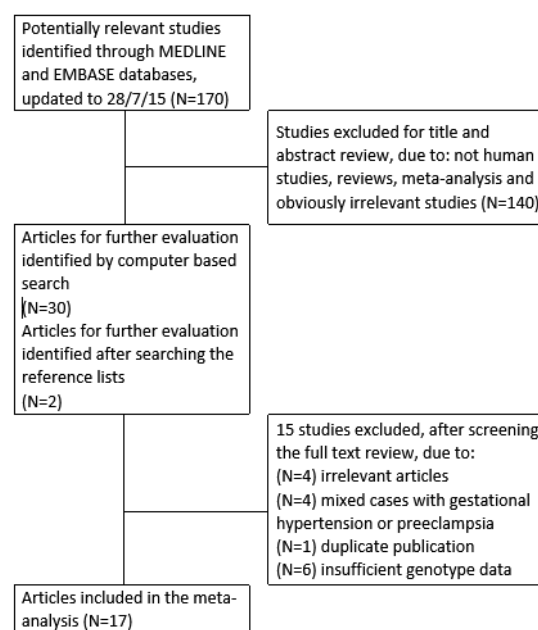 Potentially relevant studies
identified through MEDLINE
and EMBASE databases,
updated to 28/7/15 (N=170)
Studies excluded for title and
abstract review, due to: not human
studies, reviews, meta-analysis and
obviously irrelevant studies (N=140)
Articles for further evaluation
identified by computer based
search
(N=30)
Articles for further evaluation
identified after searching the
reference lists
(N=2)
15 studies excluded, after screening
the full text review, due to:
(N=4) irrelevant articles
(N=4) mixed cases with gestational
hypertension or preeclampsia
(N=1) duplicate publication
(N=6) insufficient genotype data
Articles included in the meta-
analysis (N=17)